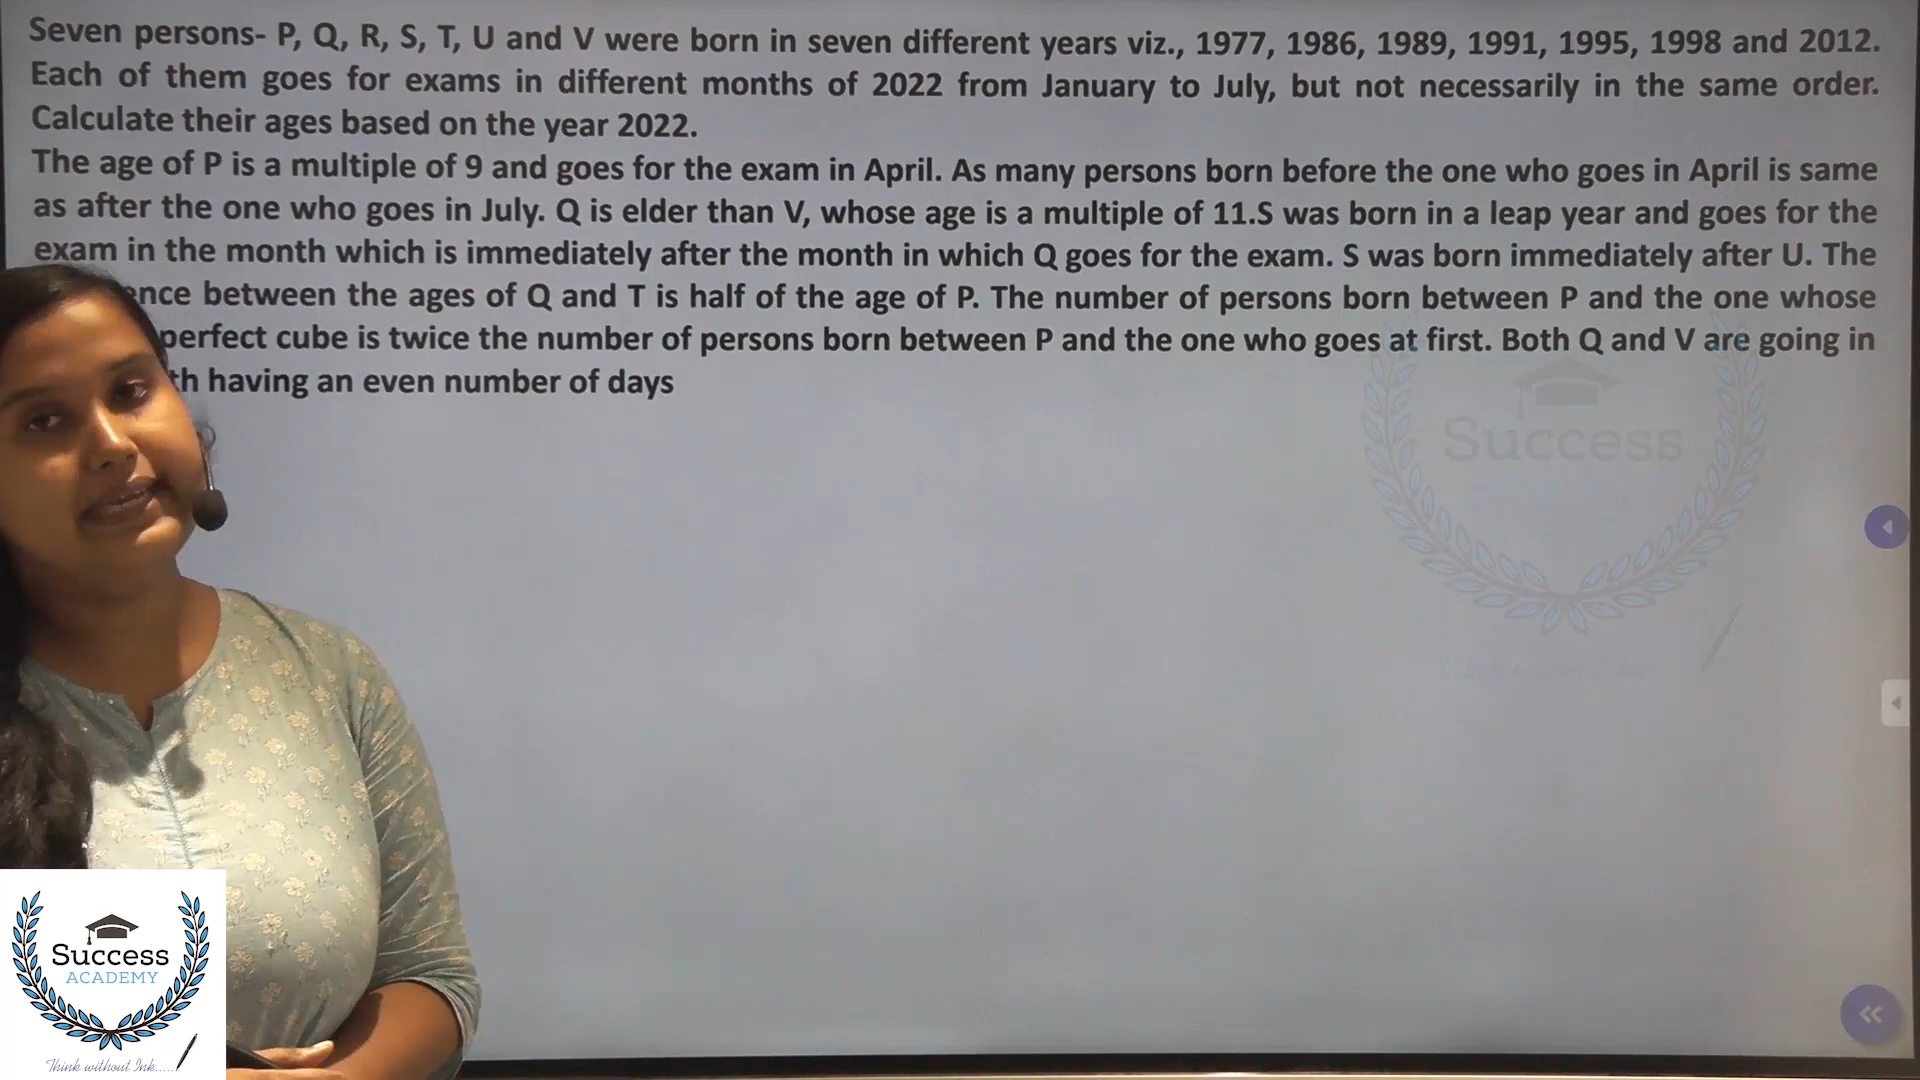 Seven persons- P, Q, R, S, T, U and V were born in seven different years viz., 1977, 1986, 1989, 1991, 1995, 1998 and 2012.
Each of them goes for exams in different months of 2022 from January to July, but not necessarily in the same order.
Calculate their ages based on the year 2022.
The age of P is a multiple of 9 and goes for the exam in April. As many persons born before the one who goes in April is same
as after the one who goes in July. Q is elder than V, whose age is a multiple of 11.S was born in a leap year and goes for the
exam in the month which is immediately after the month in which Q goes for the exam. S was born immediately after U. The
ence between the ages of Q and T is half of the age of P. The number of persons born between P and the one whose
perfect cube is twice the number of persons born between P and the one who goes at first. Both Q and V are going in
th having an even number of days
Success
Success
ACADEMY
Think without Ink.....